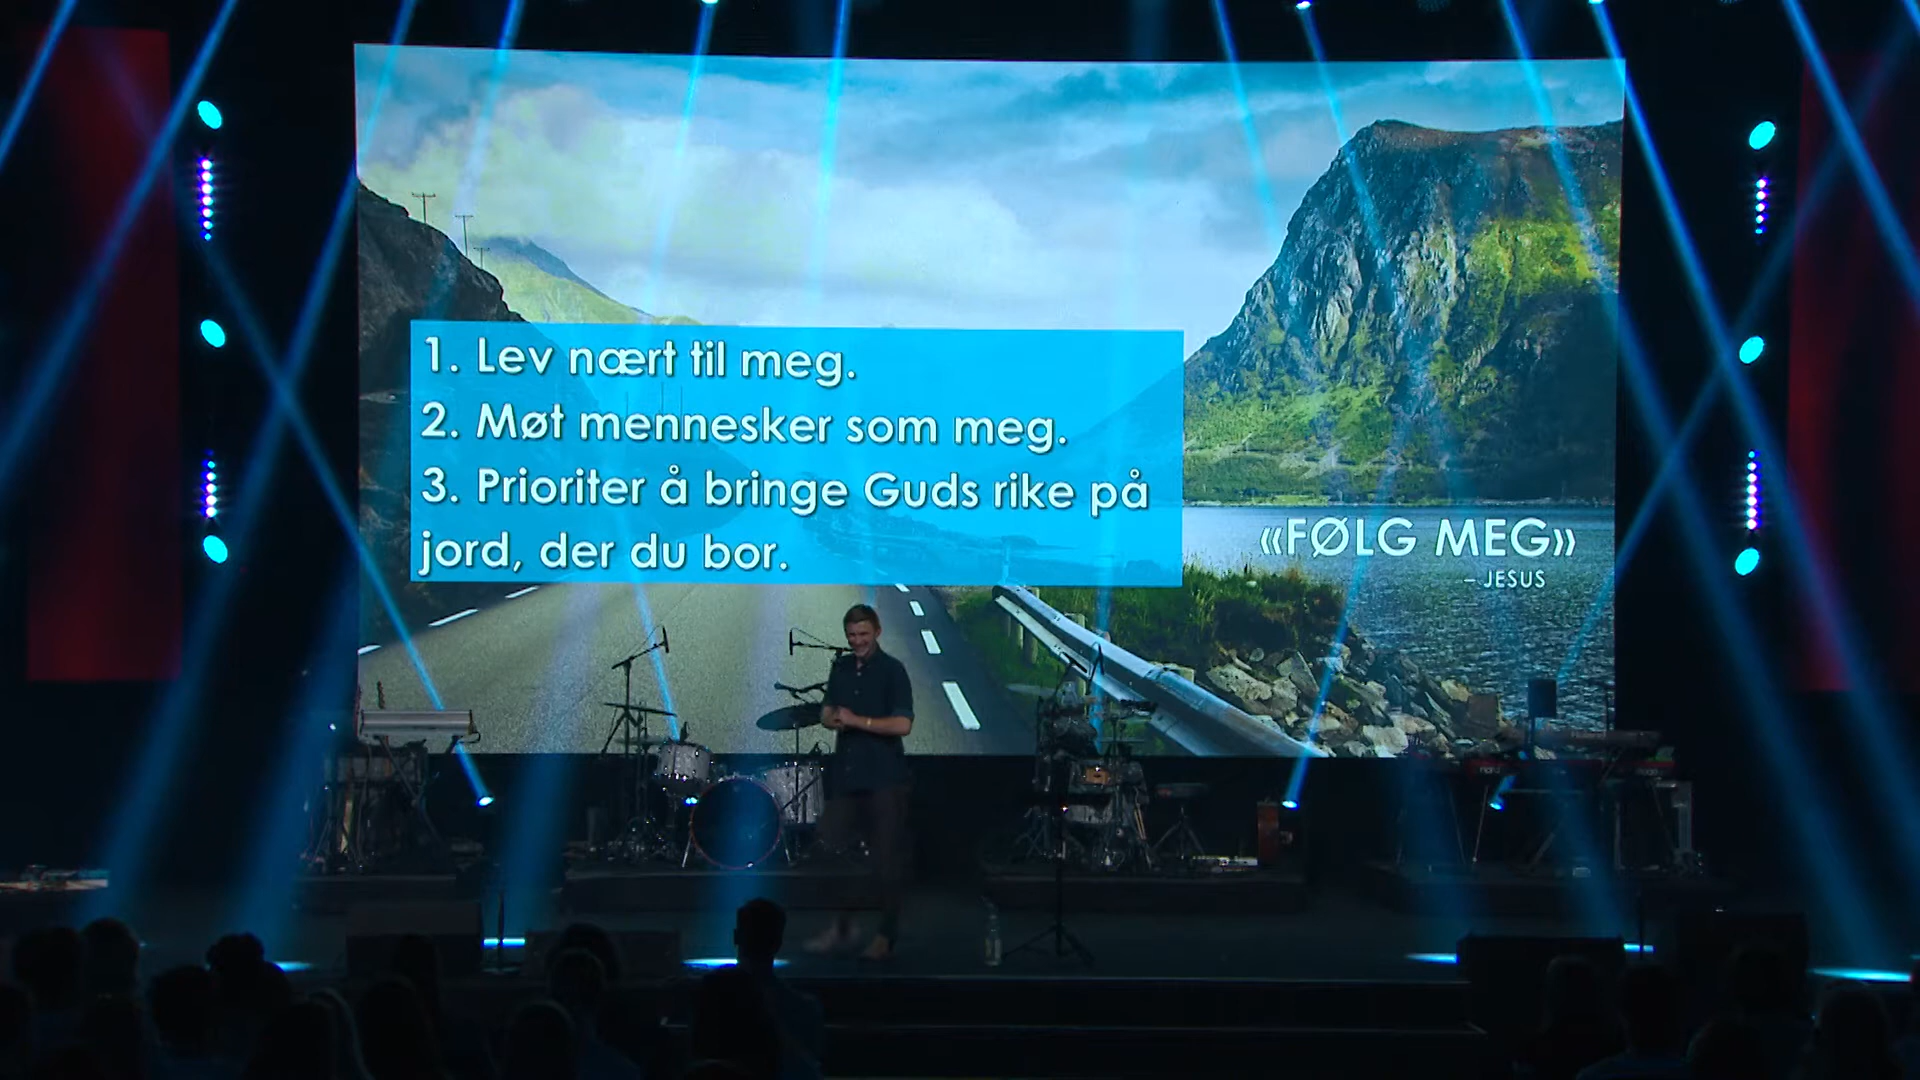 1. Lev nært til meg.
2. Møt mennesker som meg.
3. Prioriter å bringe Guds rike på
jord, der du bor.
«FØLG MEG»
– JESUS